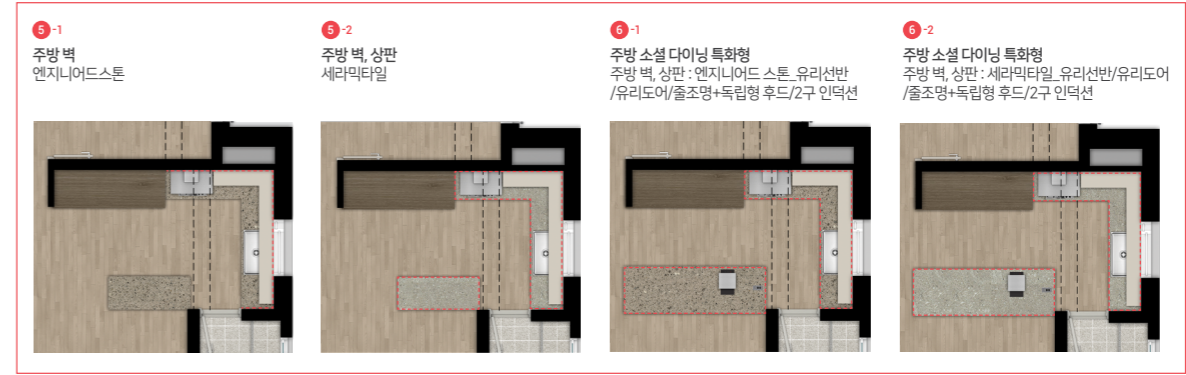 5-1
주방 벽
엔지니어드스톤
5-2
주방 벽, 상판
세라믹타일
6-1
주방 소셜 다이닝 특화형
주방 벽, 상판 : 엔지니어드 스톤_유리선반
/유리도어/줄조명+독립형 후드/2구 인덕션
6-2
주방 소셜 다이닝 특화형
주방 벽, 상판 : 세라믹타일_유리선반/유리도어
/줄조명+독립형 후드/2구 인덕션